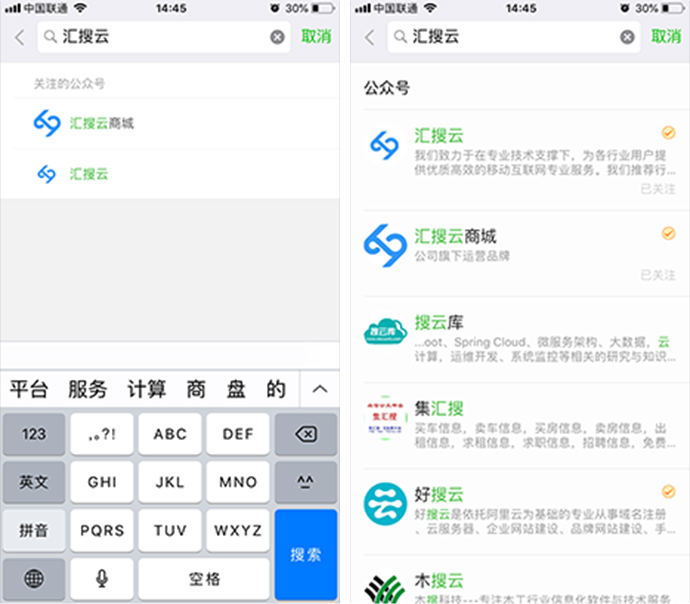 中国联通 14:45 30%
汇搜云 取消
关注的公众号
汇搜云商城
汇搜云
平台 服务 计算 商 盘 的
123 ,。?! ABC DEF
英文 GHI JKL MNO ^^
拼音 PQRS TUV WXYZ
搜索
空格
中国联通 14:45 30%
汇搜云 取消
公众号
汇搜云
我们致力于在专业技术支撑下，为各行业用户提
供优质高效的移动互联网专业服务。我们推荐行...
已关注
汇搜云商城
公司旗下运营品牌
已关注
搜云库
搜云库
...oot、Spring Cloud、微服务架构、大数据，云
计算，运维开发、系统监控等相关的研究与知识...
集汇搜
集汇搜
买车信息，卖车信息，买房信息，卖房信息，出
租信息，求租信息，求职信息，招聘信息，免费...
好搜云
好搜云是依托阿里云为基础的专业从事域名注册
、云服务器、企业网站建设、品牌网站建设、手...
木搜云
木搜科技---专注木工行业信息化软件与技术服务